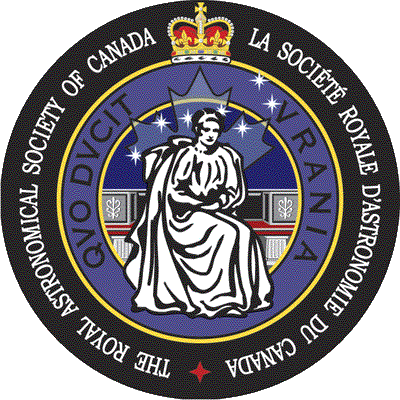 THE ROYAL ASTRONOMICAL SOCIETY OF CANADA
LA SOCIÉTÉ ROYALE D'ASTRONOMIE DU CANADA
QVO DVCIT
VRANIA